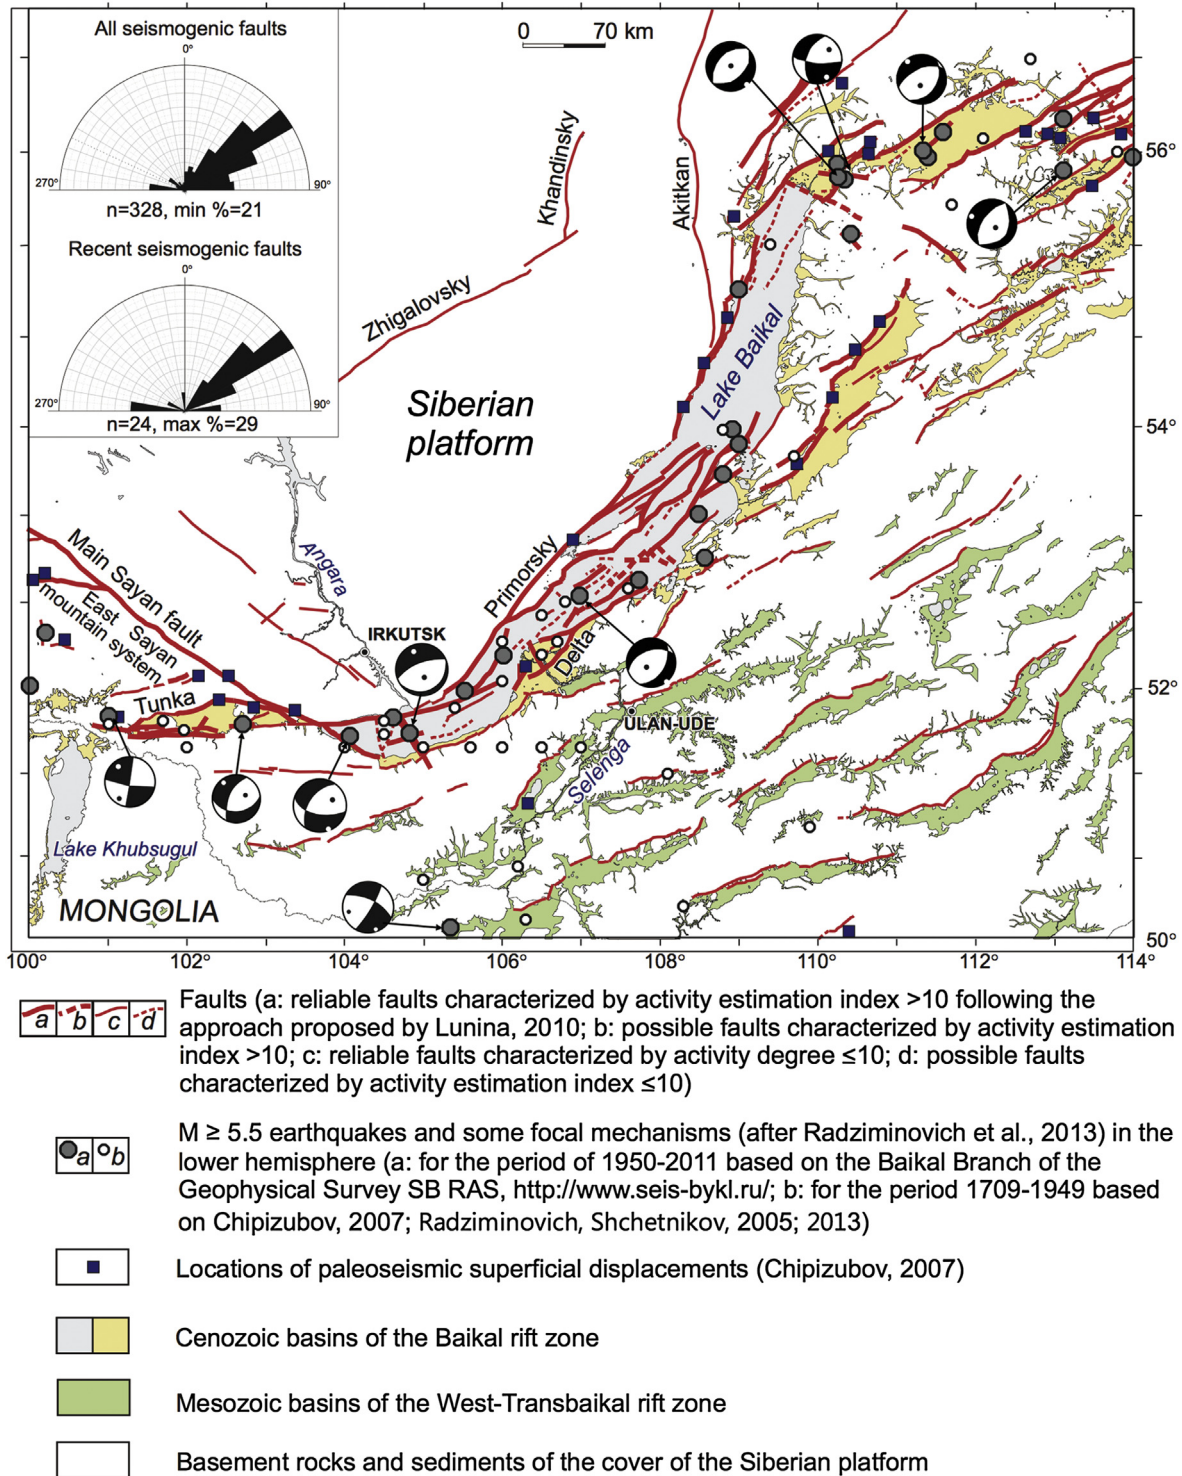 All seismogenic faults
0°
270°
90°
n=328, min %=21
Recent seismogenic faults
0°
270°
90°
n=24, max %=29
0 70 km
Khandinsky
Akitkan
Zhigalovsky
Siberian
platform
Lake Baikal
56°
54°
52°
50°
Main Sayan fault
East Sayan
mountain system
Angara
Primorsky
IRKUTSK
Delta
Tunka
ULAN-UDE
Selenga
Lake Khubsugul
MONGOLIA
100° 102 104 106 108 110 112 114°
a b c d
Faults (a: reliable faults characterized by activity estimation index >10 following the
approach proposed by Lunina, 2010; b: possible faults characterized by activity estimation
index >10; c: reliable faults characterized by activity degree ≤10; d: possible faults
characterized by activity estimation index ≤10)
a b
M ≥ 5.5 earthquakes and some focal mechanisms (after Radziminovich et al., 2013) in the
lower hemisphere (a: for the period of 1950-2011 based on the Baikal Branch of the
Geophysical Survey SB RAS, http://www.seis-bykl.ru/; b: for the period 1709-1949 based
on Chipizubov, 2007; Radziminovich, Shchetnikov, 2005; 2013)
Locations of paleoseismic superficial displacements (Chipizubov, 2007)
Cenozoic basins of the Baikal rift zone
Mesozoic basins of the West-Transbaikal rift zone
Basement rocks and sediments of the cover of the Siberian platform